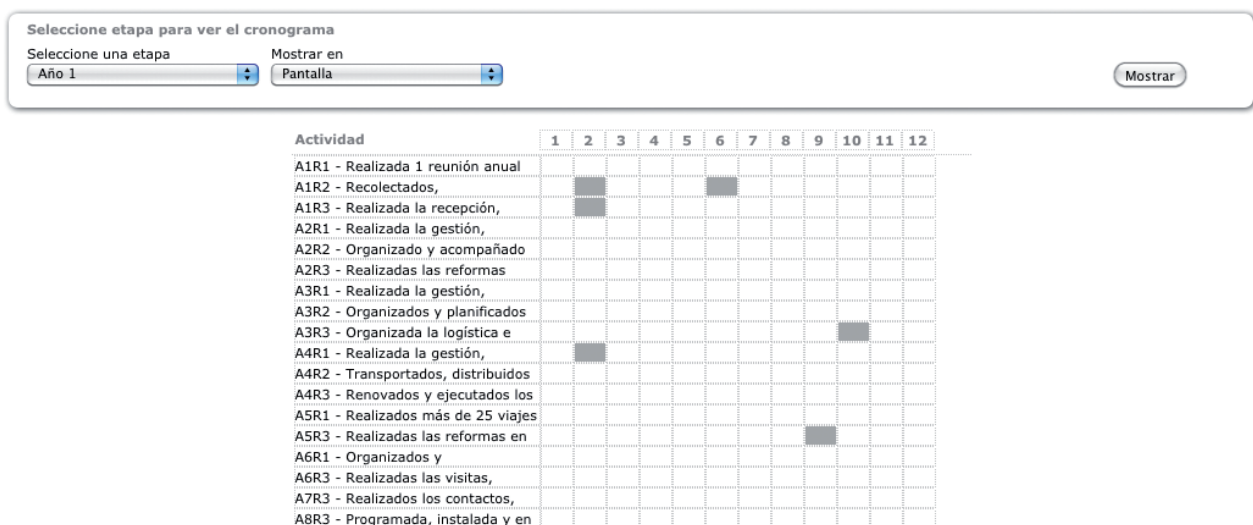 Seleccione etapa para ver el cronograma
Seleccione una etapa Mostrar en
Año 1 Pantalla Mostrar
Actividad 1 2 3 4 5 6 7 8 9 10 11 12
A1R1 - Realizada 1 reunión anual
A1R2 - Recolectados,
A1R3 - Realizada la recepción,
A2R1 - Realizada la gestión,
A2R2 - Organizado y acompañado
A2R3 - Realizadas las reformas
A3R1 - Realizada la gestión,
A3R2 - Organizados y planificados
A3R3 - Organizada la logística e
A4R1 - Realizada la gestión,
A4R2 - Transportados, distribuidos
A4R3 - Renovados y ejecutados los
A5R1 - Realizados más de 25 viajes
A5R3 - Realizadas las reformas en
A6R1 - Organizados y
A6R3 - Realizadas las visitas,
A7R3 - Realizados los contactos,
A8R3 - Programada, instalada y en